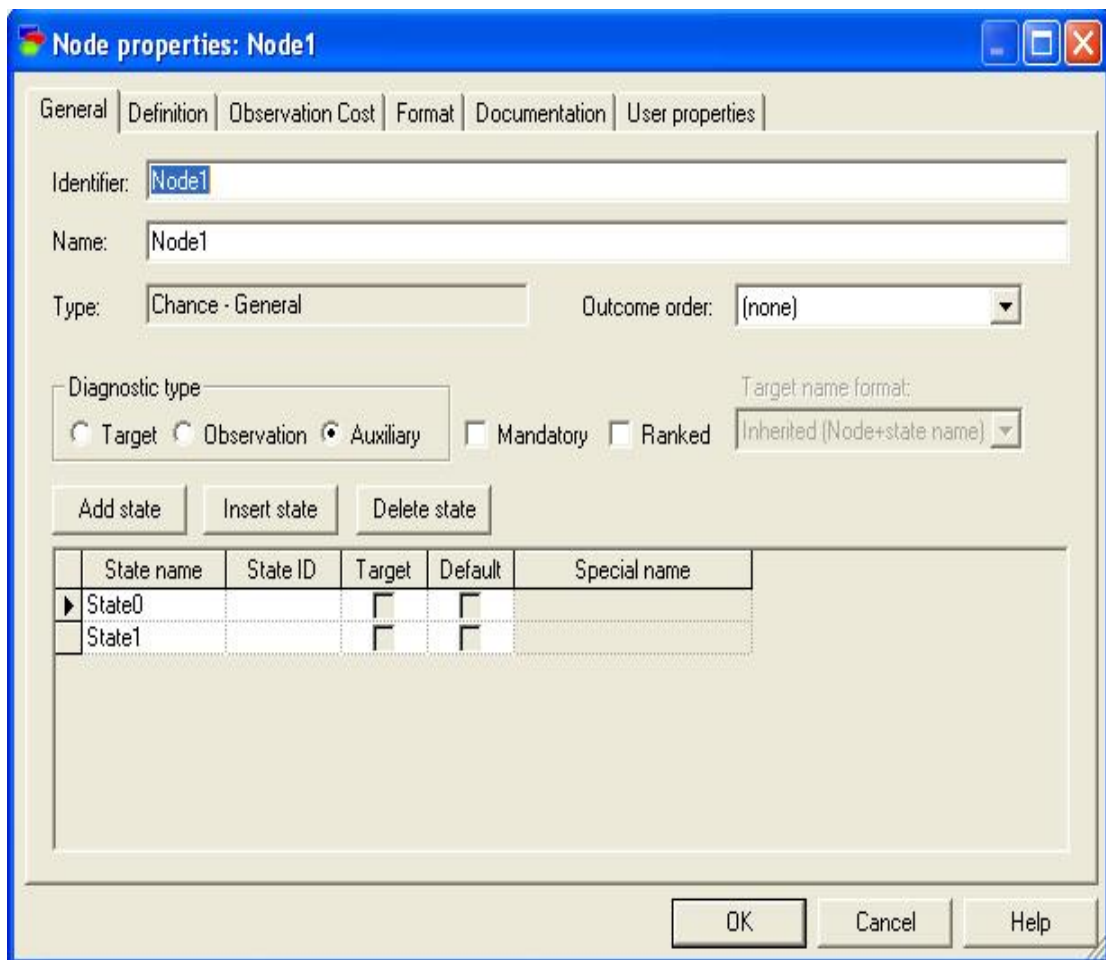 Node properties: Node1
General Definition Observation Cost Format Documentation User properties
Identifier: Node1
Name: Node1
Type: Chance - General Outcome order: (none)
Diagnostic type Target name format:
Target Observation Auxiliary Mandatory Ranked Inherited (Node+state name)
Add state Insert state Delete state
State name State ID Target Default Special name
State0
State1
OK Cancel Help